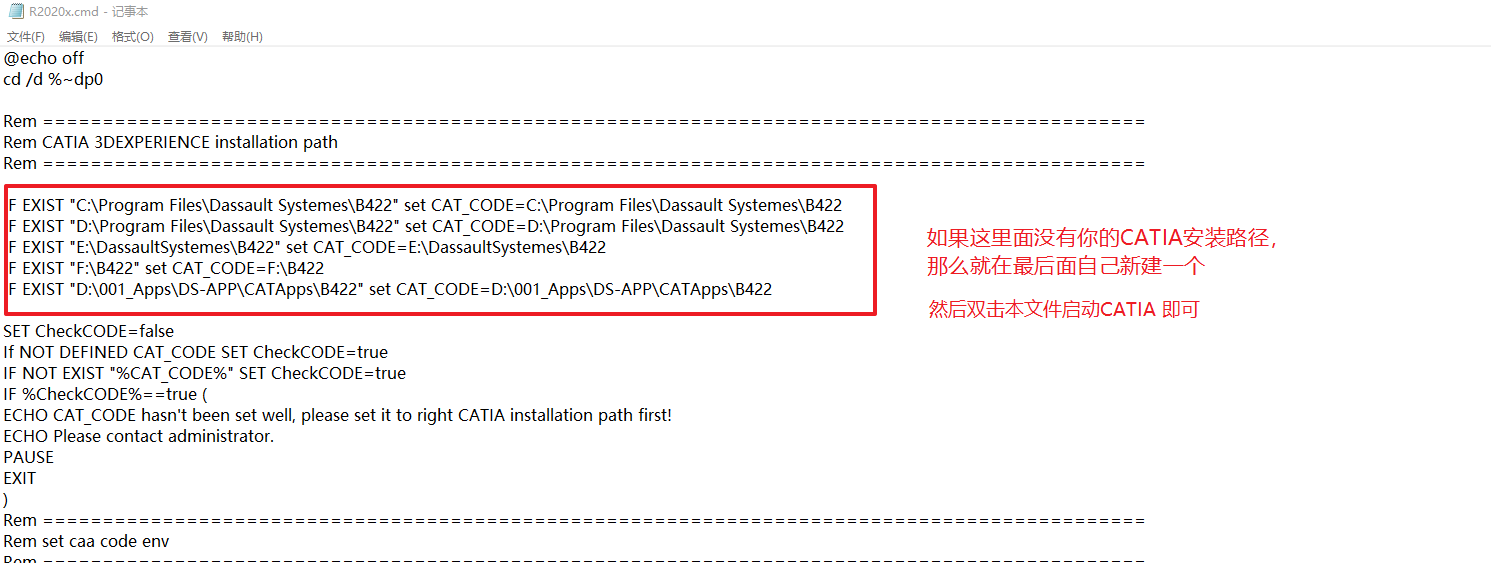 R2020x.cmd - 记事本
文件(F) 编辑(E) 格式(O) 查看(V) 帮助(H)
@echo off
cd /d %~dp0
Rem ============================================================================================
Rem CATIA 3DEXPERIENCE installation path
Rem ============================================================================================
F EXIST "C:\Program Files\Dassault Systemes\B422" set CAT_CODE=C:\Program Files\Dassault Systemes\B422
F EXIST "D:\Program Files\Dassault Systemes\B422" set CAT_CODE=D:\Program Files\Dassault Systemes\B422
F EXIST "E:\DassaultSystemes\B422" set CAT_CODE=E:\DassaultSystemes\B422
F EXIST "F:\B422" set CAT_CODE=F:\B422
F EXIST "D:\001_Apps\DS-APP\CATApps\B422" set CAT_CODE=D:\001_Apps\DS-APP\CATApps\B422
如果这里面没有你的CATIA安装路径，
那么就在最后面自己新建一个
然后双击本文件启动CATIA 即可
SET CheckCODE=false
If NOT DEFINED CAT_CODE SET CheckCODE=true
IF NOT EXIST "%CAT_CODE%" SET CheckCODE=true
IF %CheckCODE%==true (
ECHO CAT_CODE hasn't been set well, please set it to right CATIA installation path first!
ECHO Please contact administrator.
PAUSE
EXIT
)
Rem ============================================================================================
Rem set caa code env
Rem ============================================================================================